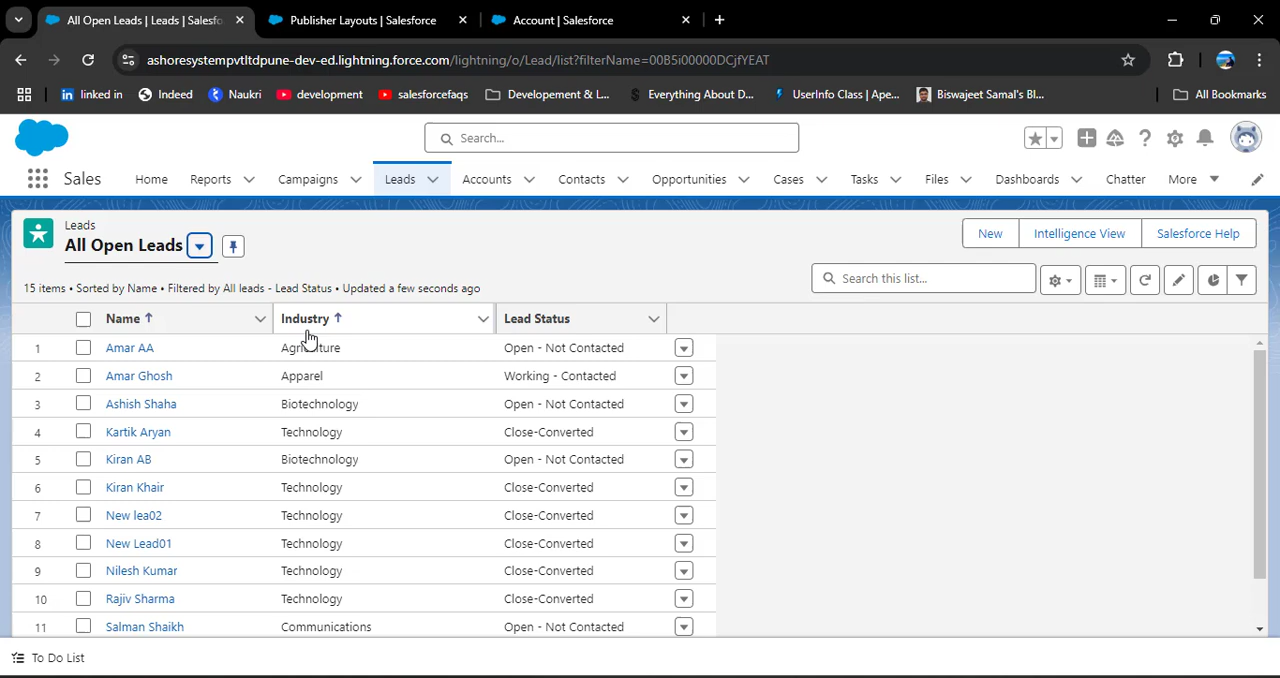 All Open Leads | Leads | Salesfo
Publisher Layouts | Salesforce
Account | Salesforce
ashoresystempvtltdpune-dev-ed.lightning.force.com/lightning/o/Lead/list?filterName=00B5i00000DCjfYEAT
linked in
Indeed
Naukri
development
salesforcefaqs
Developement & L...
Everything About D...
UserInfo Class | Ape...
Biswajeet Samal's Bl...
All Bookmarks
Search...
Sales
Home
Reports
Campaigns
Leads
Accounts
Contacts
Opportunities
Cases
Tasks
Files
Dashboards
Chatter
More
Leads
All Open Leads
New
Intelligence View
Salesforce Help
15 items • Sorted by Name • Filtered by All leads - Lead Status • Updated a few seconds ago
Search this list...
Name Industry Lead Status
1 Amar AA Agriculture Open - Not Contacted
2 Amar Ghosh Apparel Working - Contacted
3 Ashish Shaha Biotechnology Open - Not Contacted
4 Kartik Aryan Technology Close-Converted
5 Kiran AB Biotechnology Open - Not Contacted
6 Kiran Khair Technology Close-Converted
7 New lea02 Technology Close-Converted
8 New Lead01 Technology Close-Converted
9 Nilesh Kumar Technology Close-Converted
10 Rajiv Sharma Technology Close-Converted
11 Salman Shaikh Communications Open - Not Contacted
To Do List